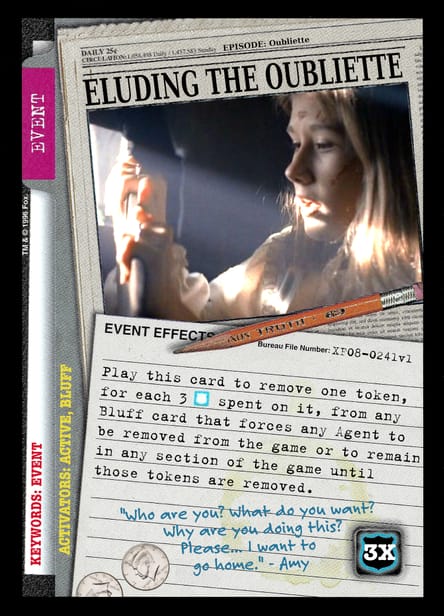 DAILY 25¢
EPISODE: Oubliette
ELUDING THE OUBLIETTE
EVENT
TM & © 1996 Fox.
EVENT EFFECTS
Bureau File Number: XF08-0241v1
Play this card to remove one token,
for each 3 spent on it, from any
Bluff card that forces any Agent to
be removed from the game or to remain
in any section of the game until
those tokens are removed.
"Who are you? What do you want?
Why are you doing this?
Please... I want to
go home." - Amy
3X
KEYWORDS: EVENT
ACTIVATORS: ACTIVE, BLUFF